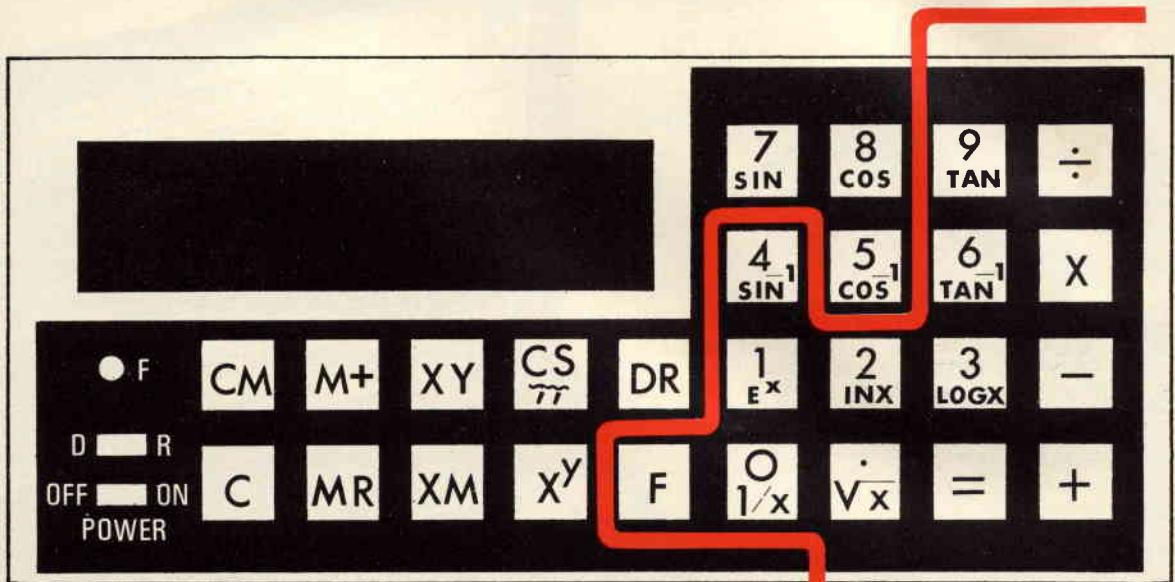 7 8 9 ÷
SIN COS TAN
4 5 6 X
SIN⁻¹ COS⁻¹ TAN⁻¹
F CM M+ XY CS DR 1 2 3 −
π Eˣ INX LOGX
D R
OFF ON C MR XM Xʸ F 0 . = +
POWER 1/x √x